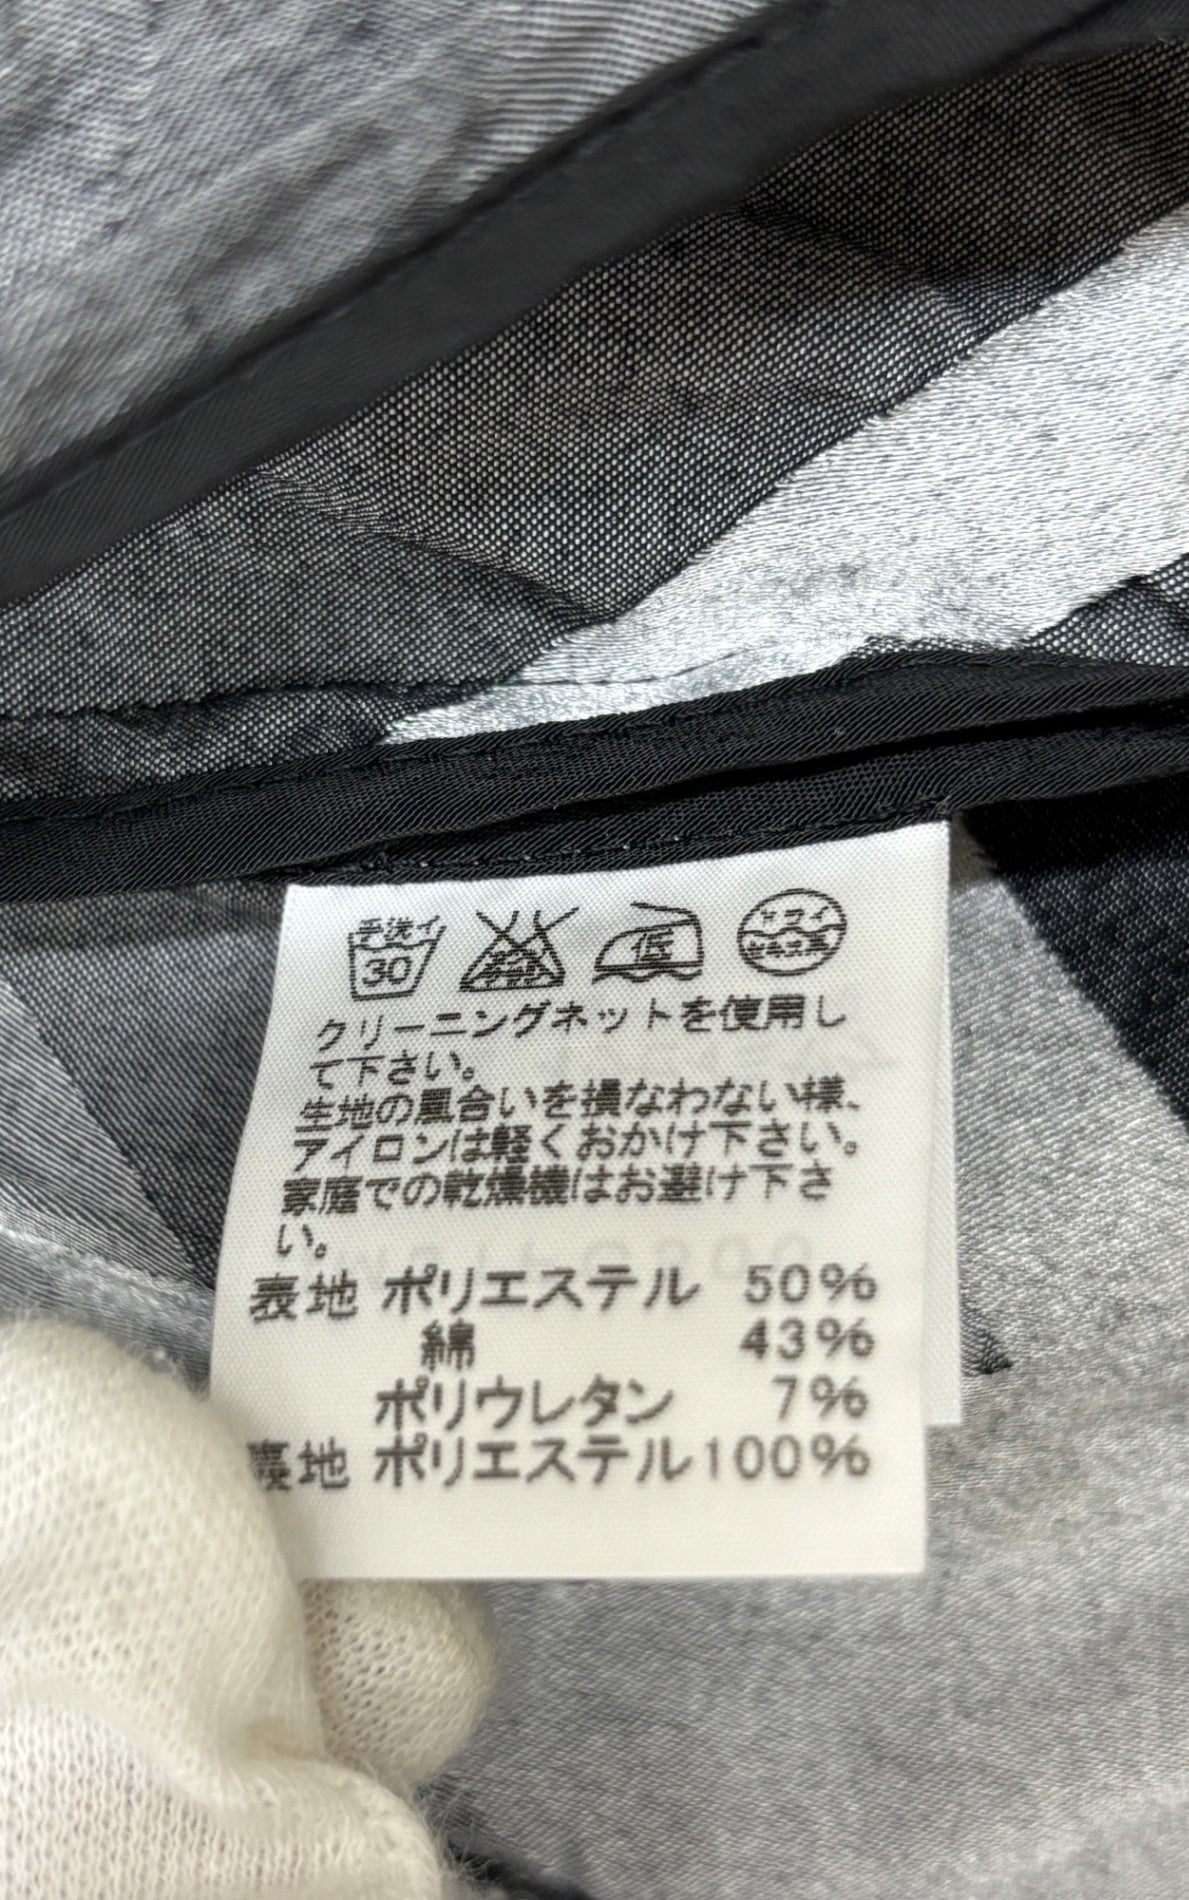 手洗イ
30
低
ドライ
クリーニングネットを使用し
て下さい。
生地の風合いを損なわない様、
アイロンは軽くおかけ下さい。
家庭での乾燥機はお避け下さ
い。
表地 ポリエステル 50%
綿 43%
ポリウレタン 7%
裏地 ポリエステル 100%